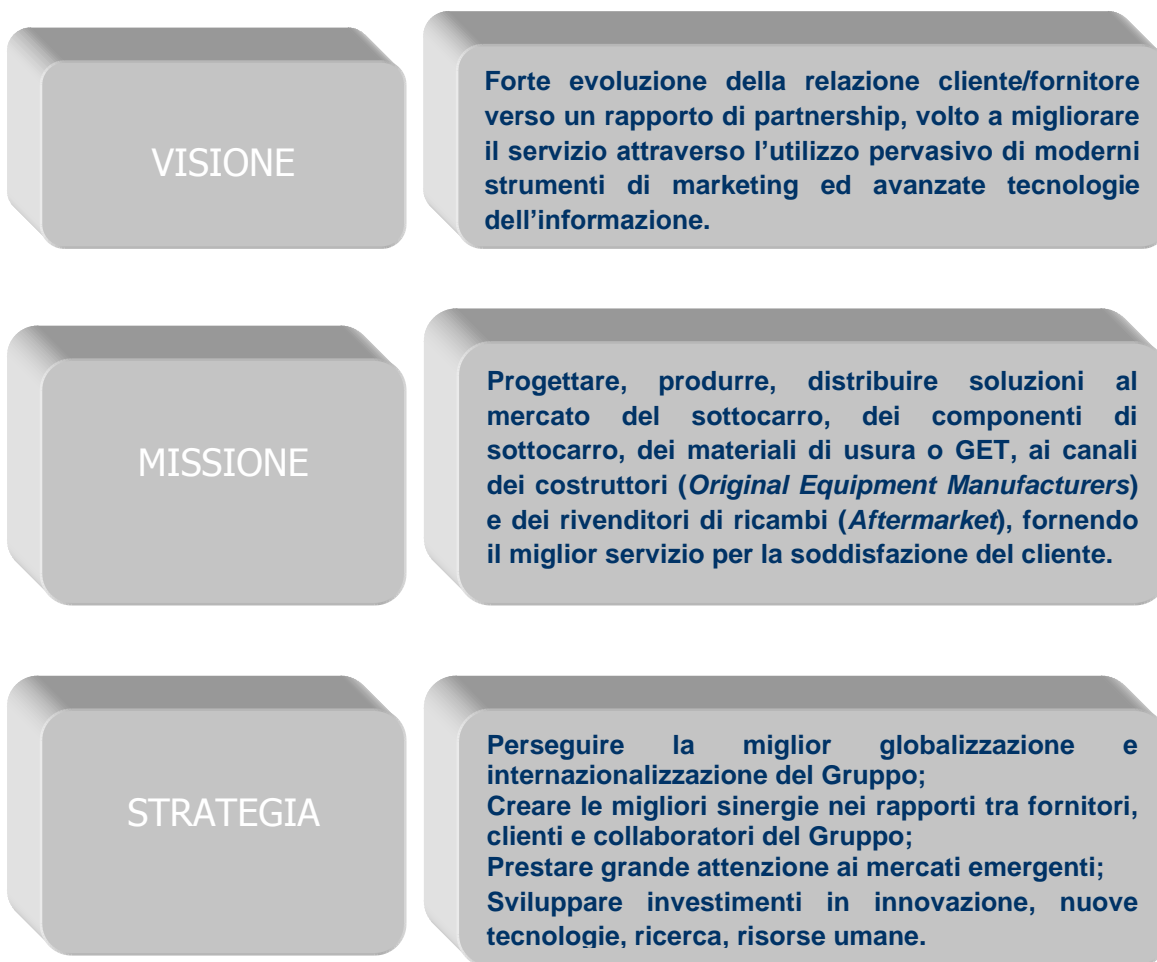 VISIONE
Forte evoluzione della relazione cliente/fornitore
verso un rapporto di partnership, volto a migliorare
il servizio attraverso l’utilizzo pervasivo di moderni
strumenti di marketing ed avanzate tecnologie
dell’informazione.
MISSIONE
Progettare, produrre, distribuire soluzioni al
mercato del sottocarro, dei componenti di
sottocarro, dei materiali di usura o GET, ai canali
dei costruttori (Original Equipment Manufacturers)
e dei rivenditori di ricambi (Aftermarket), fornendo
il miglior servizio per la soddisfazione del cliente.
STRATEGIA
Perseguire la miglior globalizzazione e
internazionalizzazione del Gruppo;
Creare le migliori sinergie nei rapporti tra fornitori,
clienti e collaboratori del Gruppo;
Prestare grande attenzione ai mercati emergenti;
Sviluppare investimenti in innovazione, nuove
tecnologie, ricerca, risorse umane.